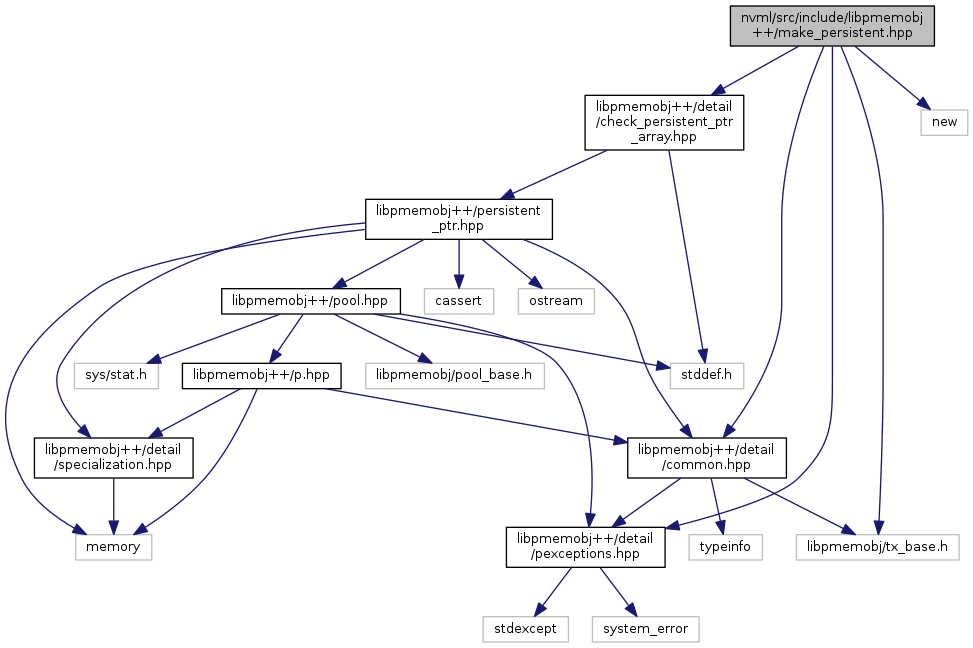 nvml/src/include/libpmemobj
++/make_persistent.hpp
libpmemobj++/detail
/check_persistent_ptr
_array.hpp
new
libpmemobj++/persistent
_ptr.hpp
libpmemobj++/pool.hpp
cassert
ostream
sys/stat.h
libpmemobj++/p.hpp
libpmemobj/pool_base.h
stddef.h
libpmemobj++/detail
/specialization.hpp
libpmemobj++/detail
/common.hpp
memory
libpmemobj++/detail
/pexceptions.hpp
typeinfo
libpmemobj/tx_base.h
stdexcept
system_error